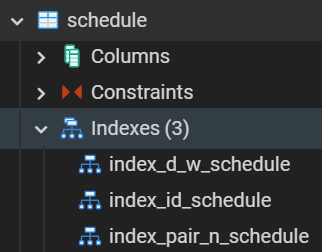 schedule
Columns
Constraints
Indexes (3)
index_d_w_schedule
index_id_schedule
index_pair_n_schedule